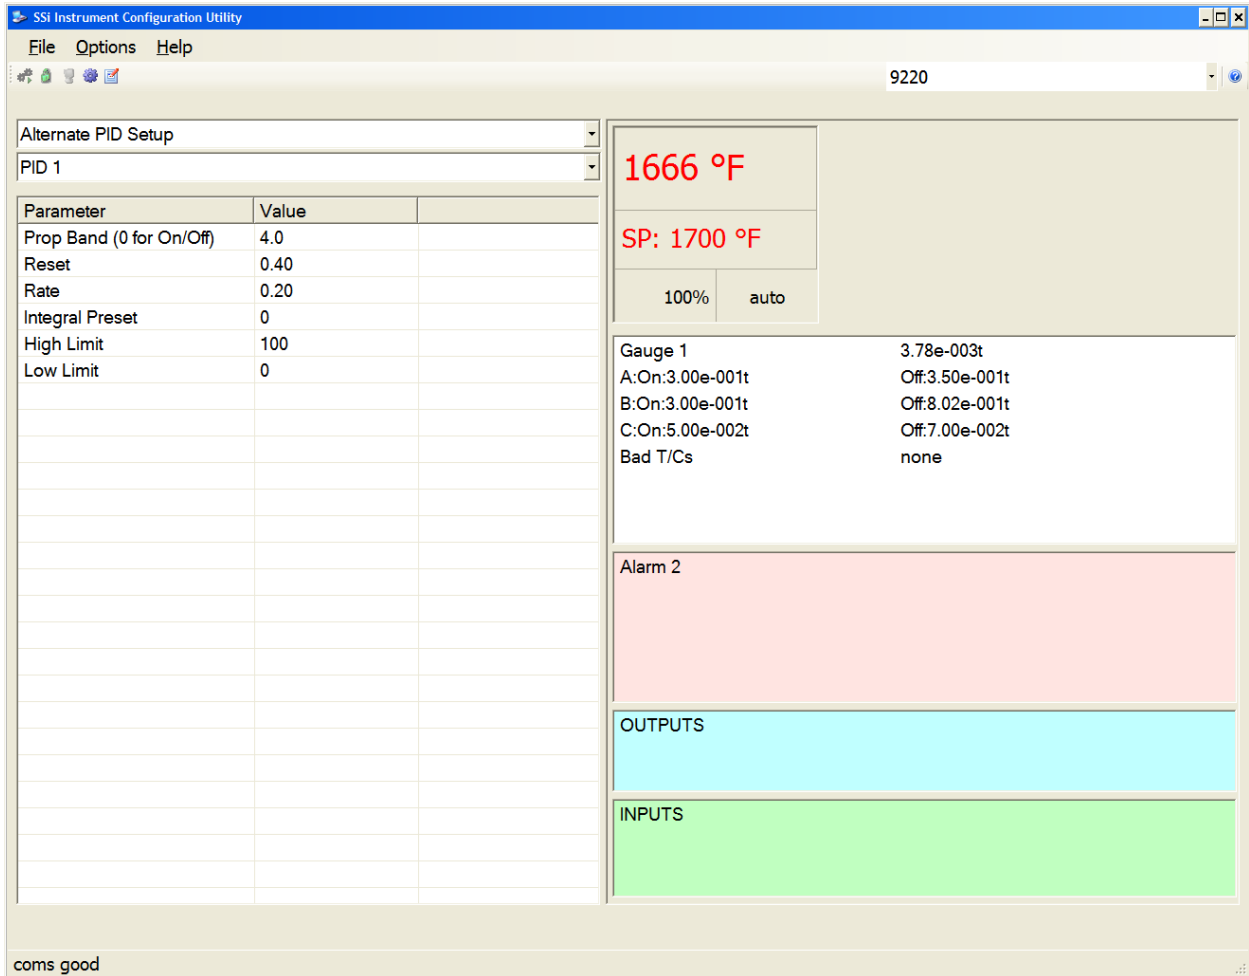 SSi Instrument Configuration Utility
File Options Help
9220
Alternate PID Setup
PID 1
Parameter Value
Prop Band (0 for On/Off) 4.0
Reset 0.40
Rate 0.20
Integral Preset 0
High Limit 100
Low Limit 0
1666 °F
SP: 1700 °F
100% auto
Gauge 1 3.78e-003t
A:On:3.00e-001t Off:3.50e-001t
B:On:3.00e-001t Off:8.02e-001t
C:On:5.00e-002t Off:7.00e-002t
Bad T/Cs none
Alarm 2
OUTPUTS
INPUTS
coms good